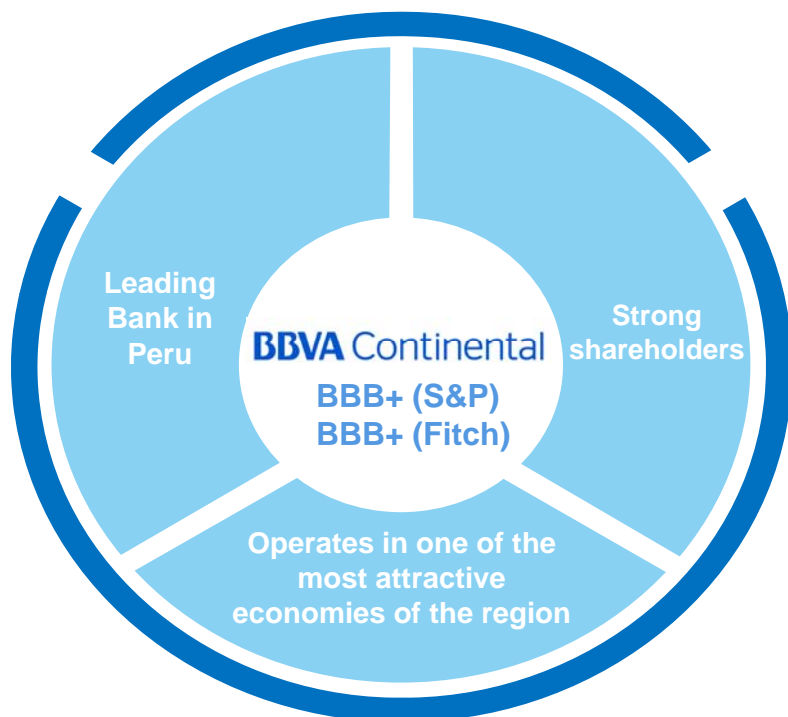 Leading
Bank in
Peru
Strong
shareholders
BBVA Continental
BBB+ (S&P)
BBB+ (Fitch)
Operates in one of the
most attractive
economies of the region